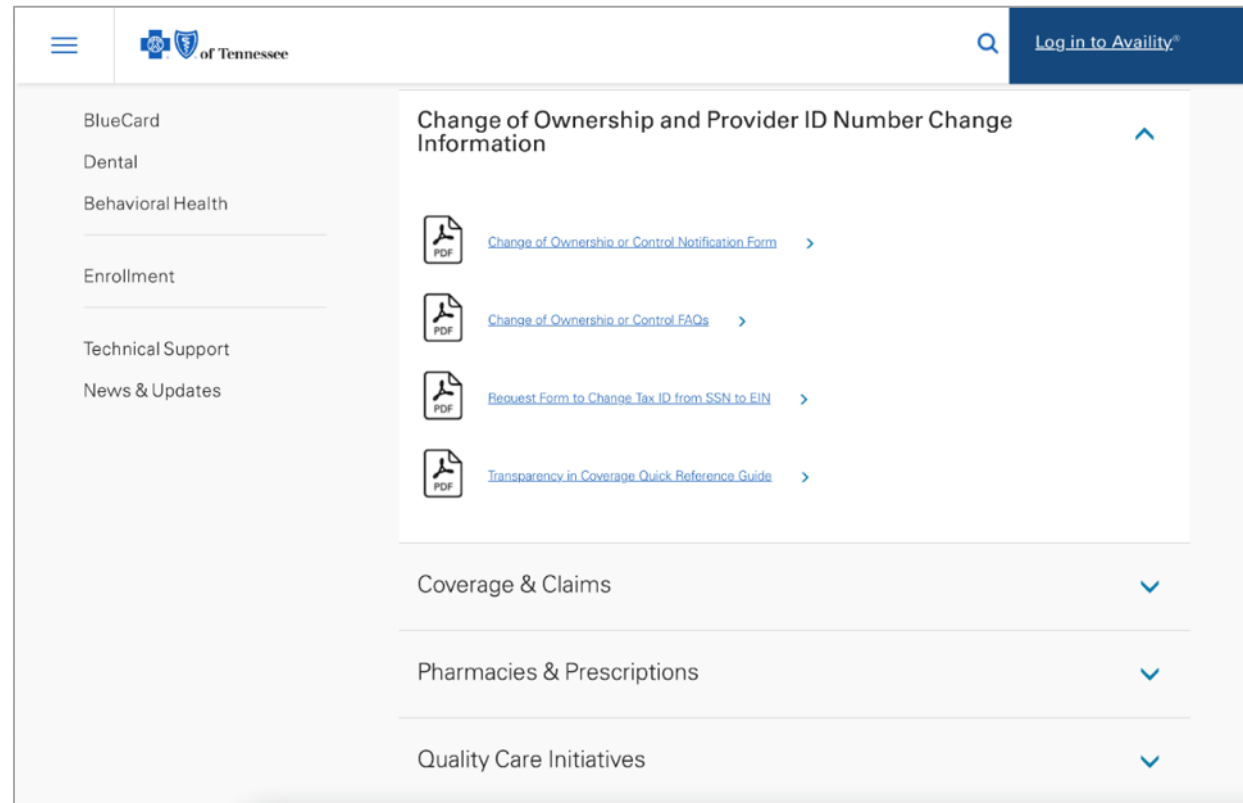 of Tennessee
Log in to Availity®
BlueCard
Dental
Behavioral Health
Enrollment
Technical Support
News & Updates
Change of Ownership and Provider ID Number Change
Information
PDF
Change of Ownership or Control Notification Form
PDF
Change of Ownership or Control FAQs
PDF
Request Form to Change Tax ID from SSN to EIN
PDF
Transparency in Coverage Quick Reference Guide
Coverage & Claims
Pharmacies & Prescriptions
Quality Care Initiatives